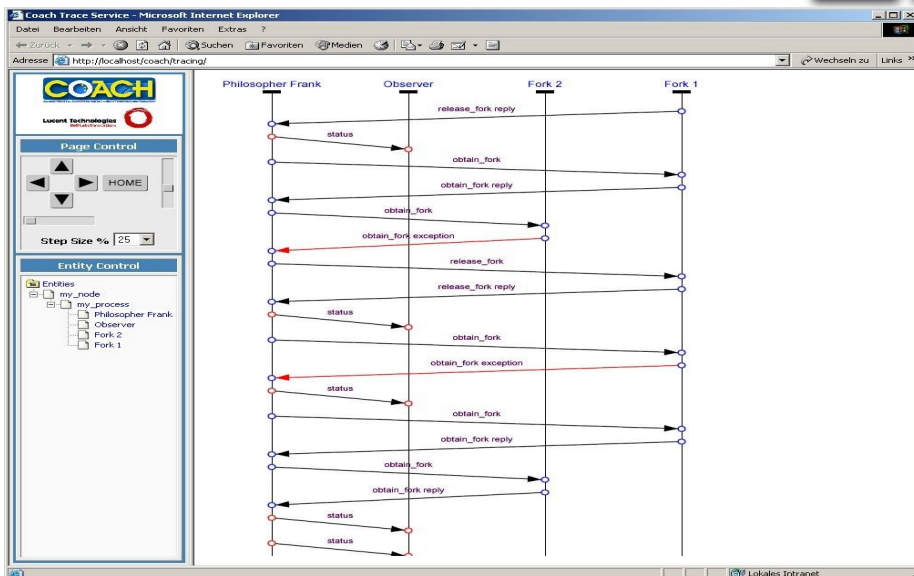 Coach Trace Service - Microsoft Internet Explorer
Datei Bearbeiten Ansicht Favoriten Extras ?
Zurück Suchen Favoriten Medien
Adresse http://localhost/coach/tracing/ Wechseln zu Links »
COACH
Lucent Technologies
Page Control
HOME
Step Size % 25
Entity Control
Entities
my_node
my_process
Philosopher Frank
Observer
Fork 2
Fork 1
Philosopher Frank Observer Fork 2 Fork 1
release_fork reply
status
obtain_fork
obtain_fork reply
obtain_fork
obtain_fork exception
release_fork
release_fork reply
status
obtain_fork
obtain_fork exception
status
obtain_fork
obtain_fork reply
obtain_fork
obtain_fork reply
status
status
Lokales Intranet